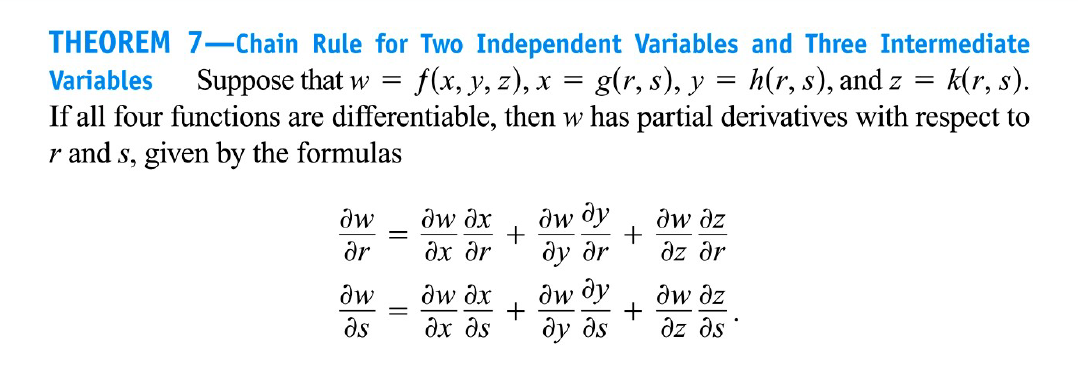 THEOREM 7—Chain Rule for Two Independent Variables and Three Intermediate
Variables Suppose that w = f(x, y, z), x = g(r, s), y = h(r, s), and z = k(r, s).
If all four functions are differentiable, then w has partial derivatives with respect to
r and s, given by the formulas
∂w/∂r = ∂w/∂x ∂x/∂r + ∂w/∂y ∂y/∂r + ∂w/∂z ∂z/∂r
∂w/∂s = ∂w/∂x ∂x/∂s + ∂w/∂y ∂y/∂s + ∂w/∂z ∂z/∂s.